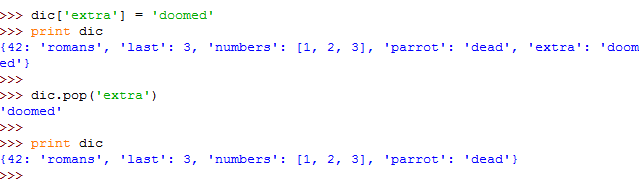 >>> dic['extra'] = 'doomed'
>>> print dic
{42: 'romans', 'last': 3, 'numbers': [1, 2, 3], 'parrot': 'dead', 'extra': 'doom
ed'}
>>>
>>> dic.pop('extra')
'doomed'
>>>
>>> print dic
{42: 'romans', 'last': 3, 'numbers': [1, 2, 3], 'parrot': 'dead'}
>>>